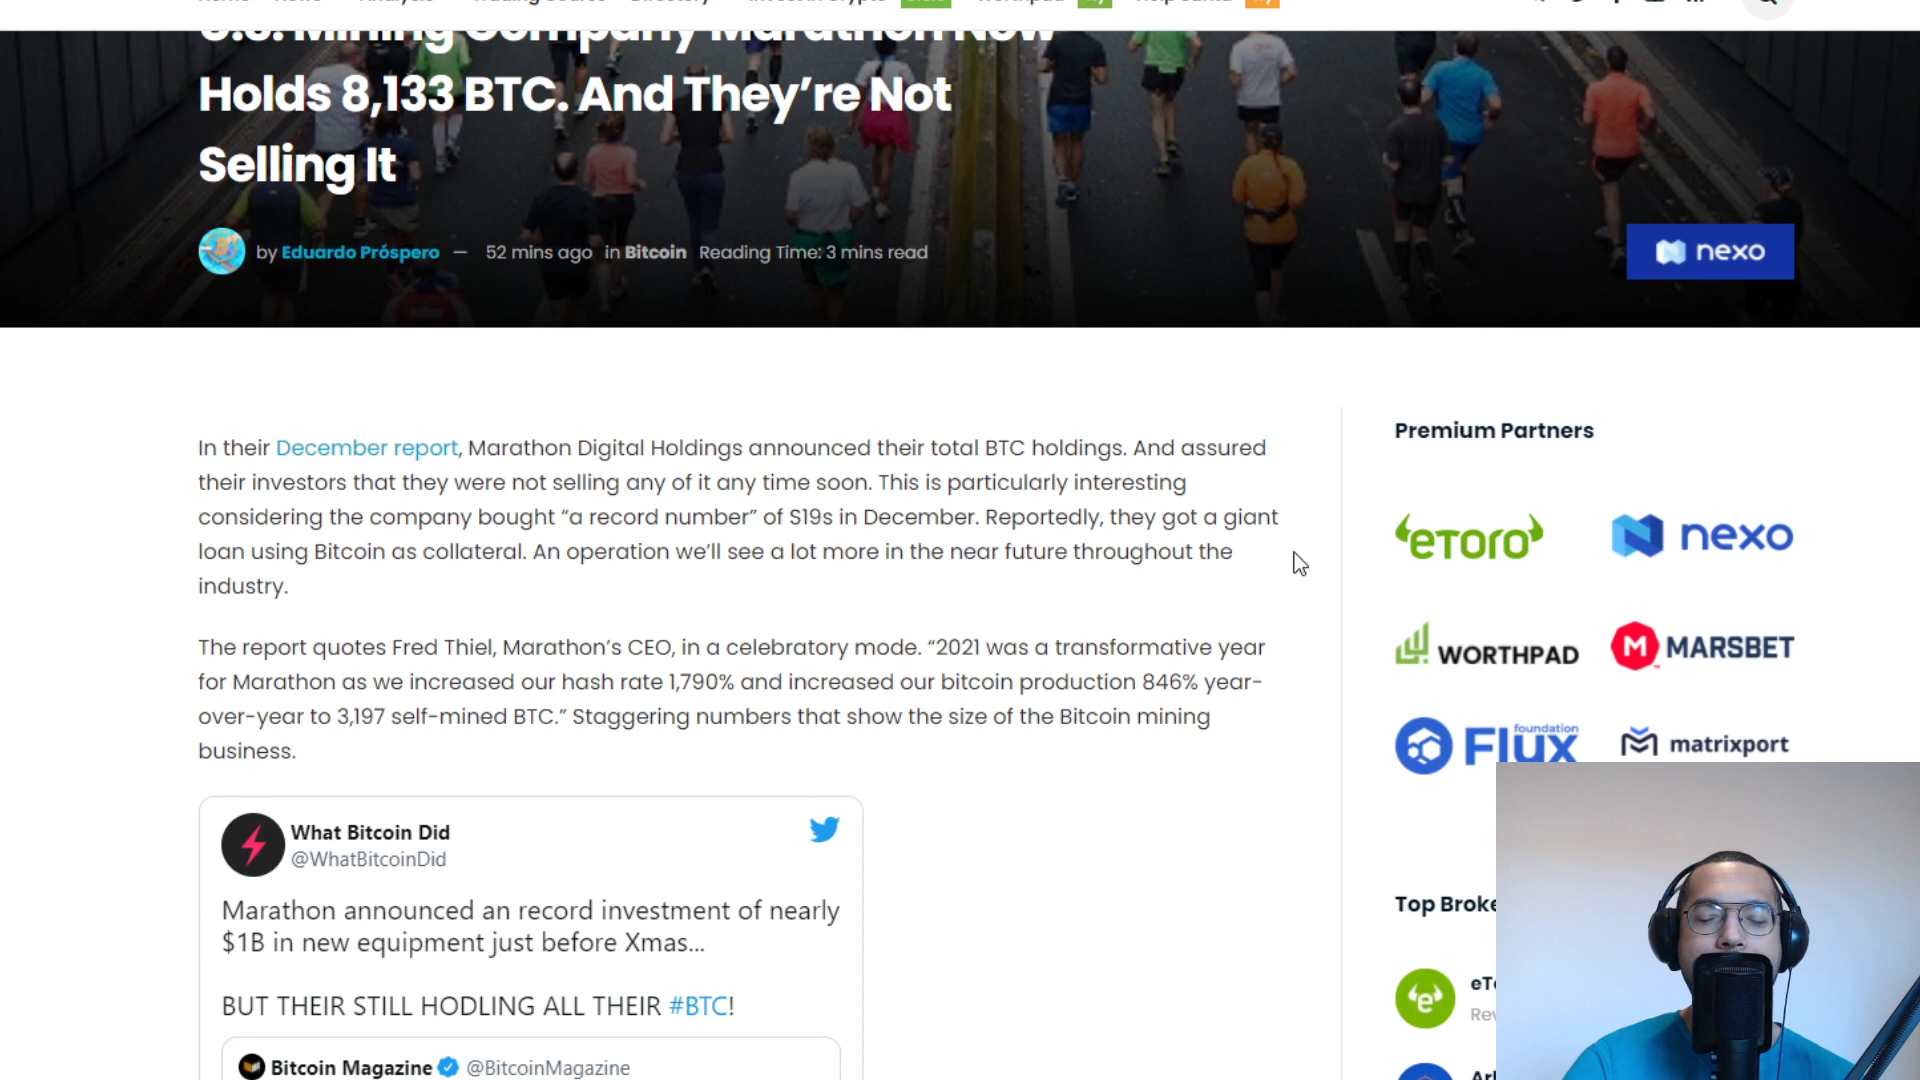 U.S. Mining Company Marathon Now
Holds 8,133 BTC. And They're Not
Selling It
by Eduardo Próspero — 52 mins ago in Bitcoin Reading Time: 3 mins read
nexo
In their December report, Marathon Digital Holdings announced their total BTC holdings. And assured
their investors that they were not selling any of it any time soon. This is particularly interesting
considering the company bought “a record number” of S19s in December. Reportedly, they got a giant
loan using Bitcoin as collateral. An operation we’ll see a lot more in the near future throughout the
industry.
The report quotes Fred Thiel, Marathon’s CEO, in a celebratory mode. “2021 was a transformative year
for Marathon as we increased our hash rate 1,790% and increased our bitcoin production 846% year-
over-year to 3,197 self-mined BTC.” Staggering numbers that show the size of the Bitcoin mining
business.
What Bitcoin Did
@WhatBitcoinDid
Marathon announced an record investment of nearly
$1B in new equipment just before Xmas...
BUT THEIR STILL HODLING ALL THEIR #BTC!
Bitcoin Magazine @BitcoinMagazine
Premium Partners
eToro
nexo
WORTHPAD
M MARSBET
Flux foundation
matrixport
Top Broke
eT
Rev